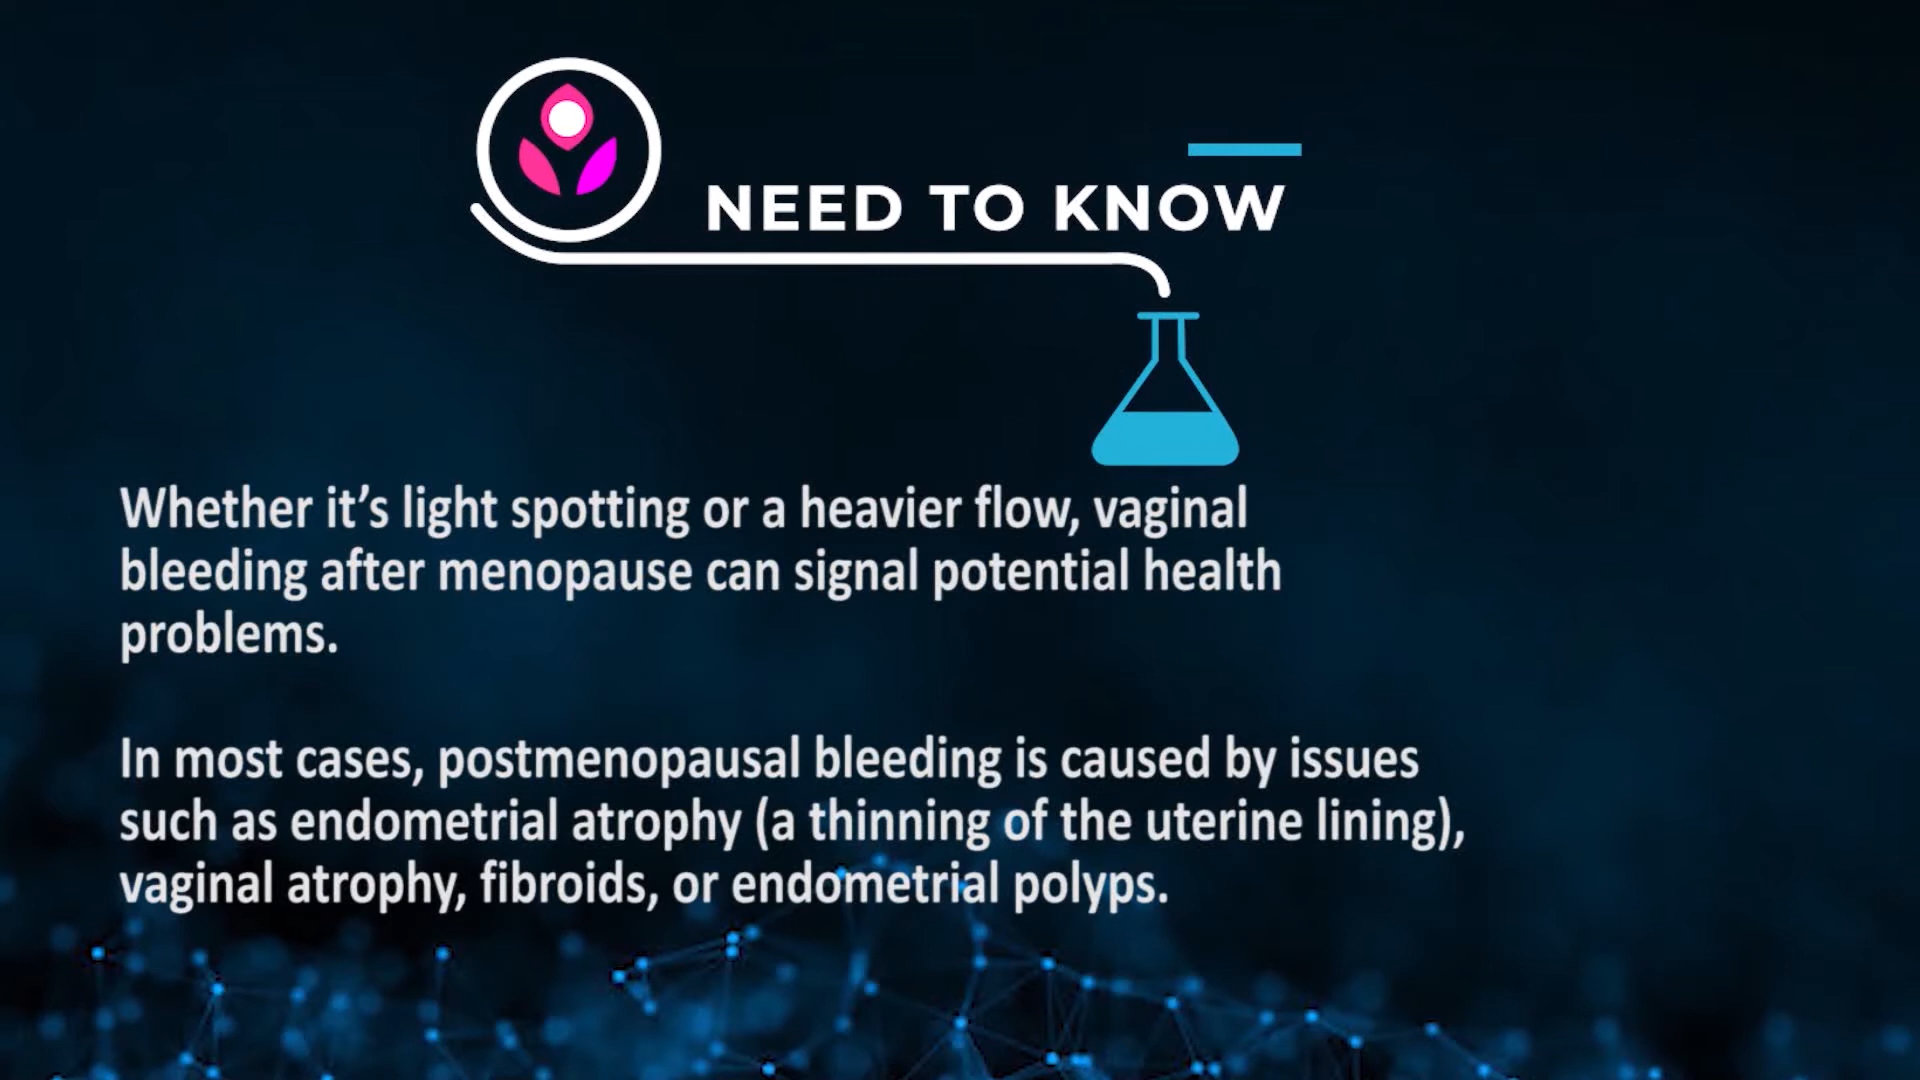 NEED TO KNOW
Whether it’s light spotting or a heavier flow, vaginal
bleeding after menopause can signal potential health
problems.
In most cases, postmenopausal bleeding is caused by issues
such as endometrial atrophy (a thinning of the uterine lining),
vaginal atrophy, fibroids, or endometrial polyps.